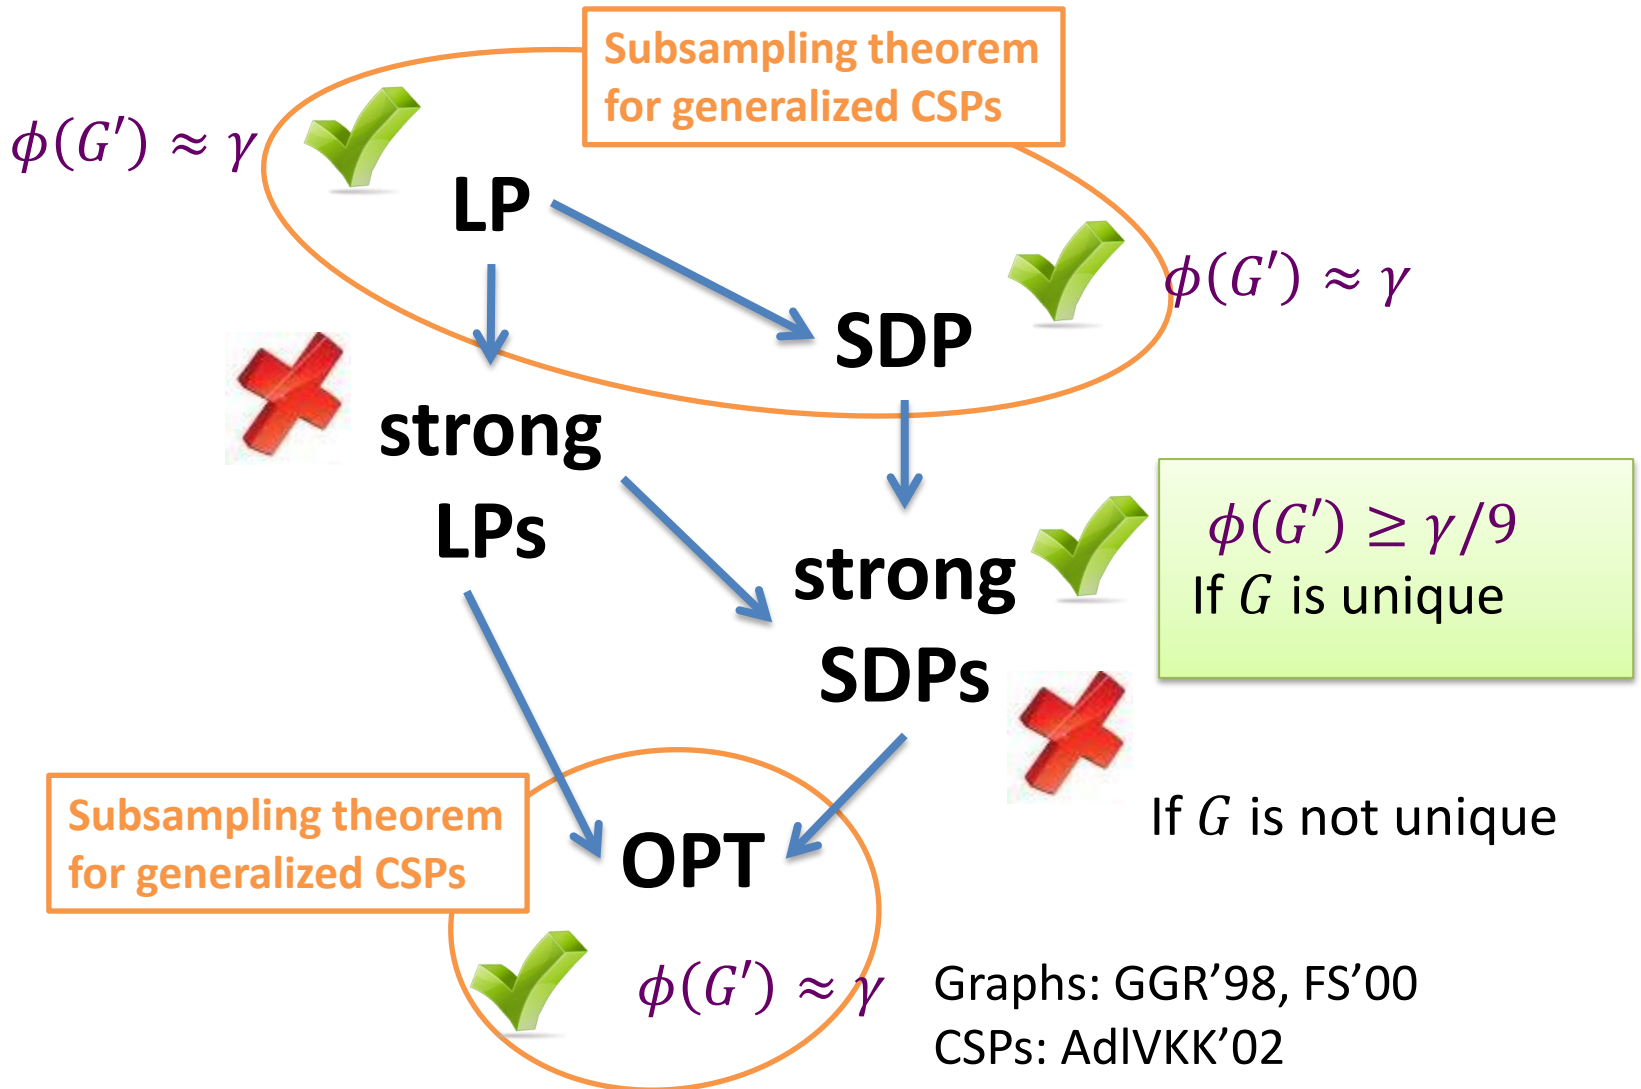 Subsampling theorem
for generalized CSPs
ϕ(G′) ≈ γ
LP
ϕ(G′) ≈ γ
SDP
strong
LPs
ϕ(G′) ≥ γ/9
If G is unique
strong
SDPs
If G is not unique
Subsampling theorem
for generalized CSPs
OPT
ϕ(G′) ≈ γ
Graphs: GGR’98, FS’00
CSPs: AdlVKK’02